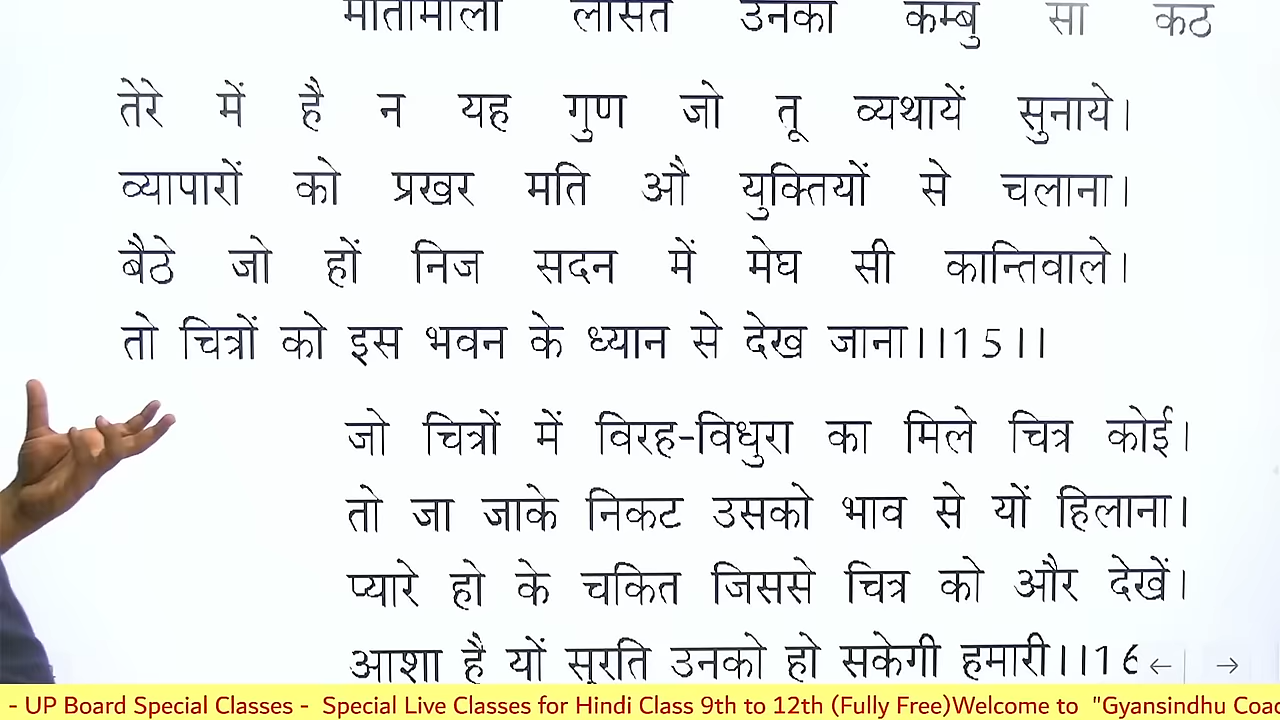 उनका कम्बु सा
तेरे में है न यह गुण जो तू व्यथायें सुनाये।
व्यापारों को प्रखर मति औ युक्तियों से चलाना।
बैठे जो हों निज सदन में मेघ सी कान्तिवाले।
तो चित्रों को इस भवन के ध्यान से देख जाना।।15।।
जो चित्रों में विरह-विधुरा का मिले चित्र कोई।
तो जा जाके निकट उसको भाव से यों हिलाना।
प्यारे हो के चकित जिससे चित्र को और देखें।
आशा है यों सुरति उनको हो सकेगी हमारी।।16
- UP Board Special Classes - Special Live Classes for Hindi Class 9th to 12th (Fully Free)Welcome to "Gyansindhu Coac